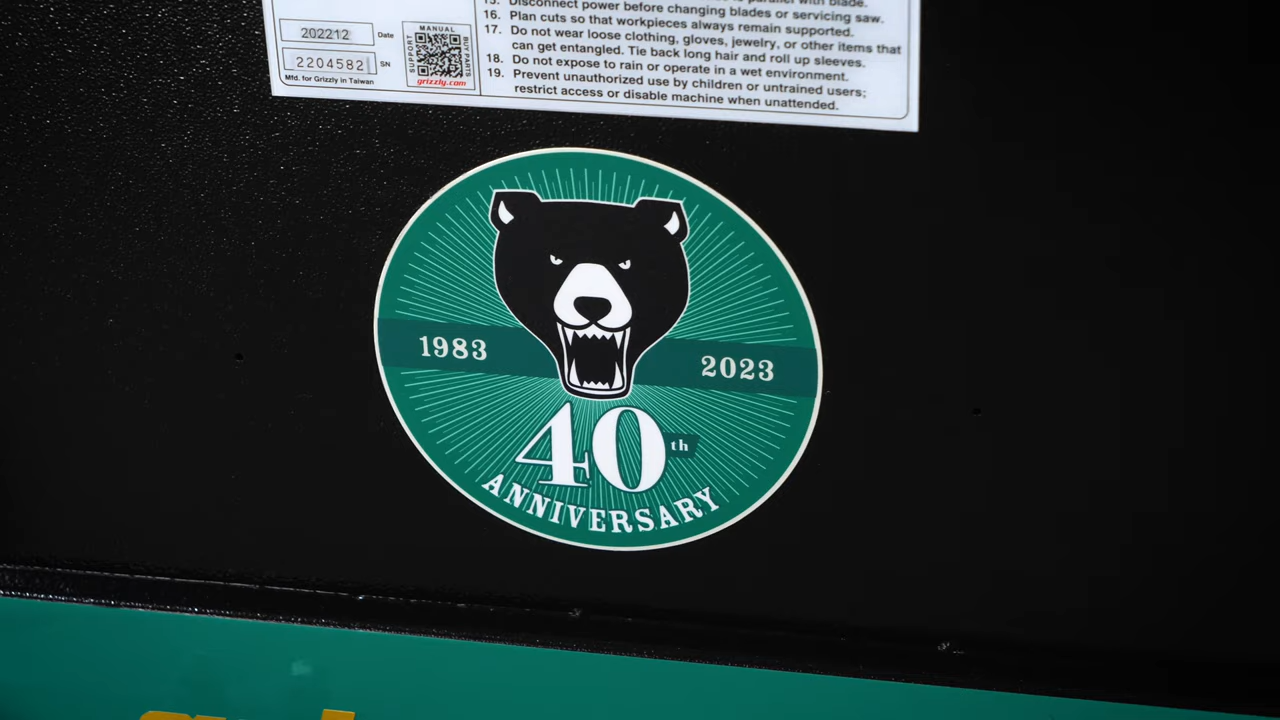 15. Disconnect power before changing blades or servicing saw.
16. Plan cuts so that workpieces always remain supported.
17. Do not wear loose clothing, gloves, jewelry, or other items that
can get entangled. Tie back long hair and roll up sleeves.
18. Do not expose to rain or operate in a wet environment.
19. Prevent unauthorized use by children or untrained users;
restrict access or disable machine when unattended.
202212 Date
2204582 SN
Mfd. for Grizzly in Taiwan
MANUAL
SUPPORT
BUY PARTS
grizzly.com
1983
2023
40th
ANNIVERSARY